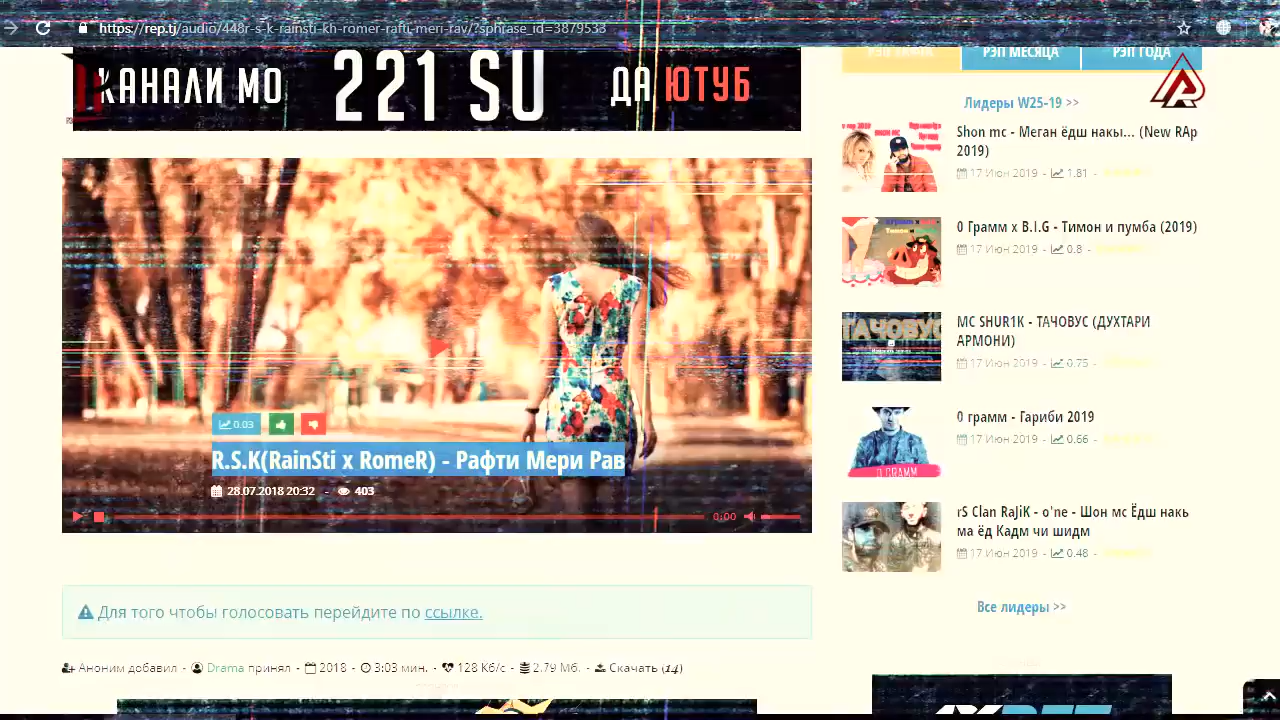 https://rep.tj/audio/448r-s-k-rainsti-kh-romer-rafti-meri-rav/?sphrase_id=3879533
КАНАЛИ МО 221 SU ДА ЮТУБ
РЭП МЕСЯЦА
РЭП ГОДА
Лидеры W25-19 >>
Shon mc - Меган ёдш накы... (New RAp
2019)
17 Июн 2019 - 1.81 -
0 Грамм x B.I.G - Тимон и пумба (2019)
17 Июн 2019 - 0.8 -
MC SHUR1K - ТАЧОВУС (ДУХТАРИ
АРМОНИ)
17 Июн 2019 - 0.75 -
0 грамм - Гариби 2019
17 Июн 2019 - 0.66 -
rS Clan RaJiK - o'ne - Шон мс Ёдш накь
ма ёд Кадм чи шидм
17 Июн 2019 - 0.48 -
Все лидеры >>
0.03
R.S.K(RainSti x RomeR) - Рафти Мери Рав
28.07.2018 20:32 - 403
0:00
Для того чтобы голосовать перейдите по ссылке.
Аноним добавил - Drama принял - 2018 - 3:03 мин. - 128 Кб/с - 2.79 Мб. - Скачать (14)